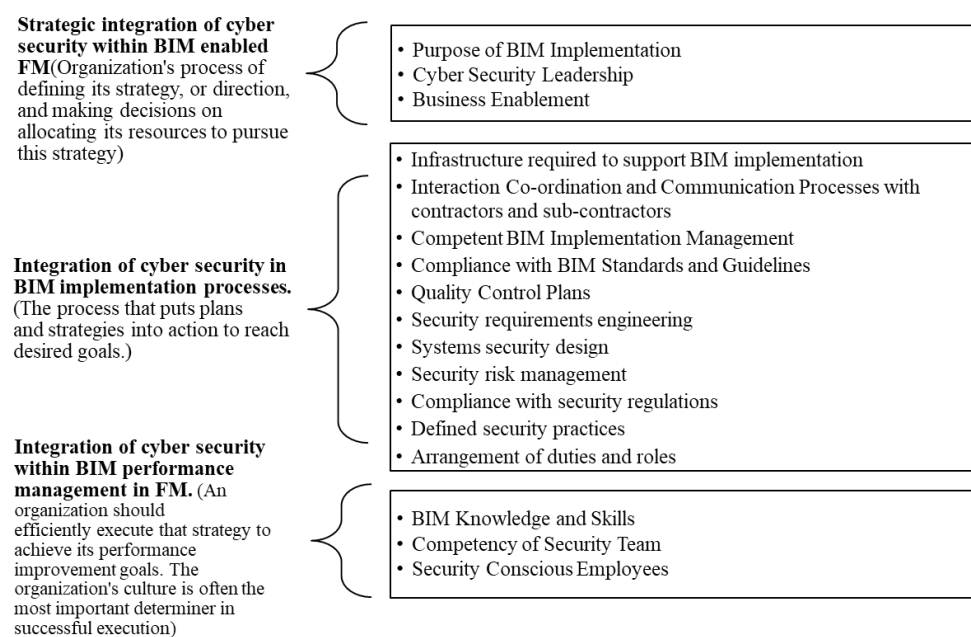 Strategic integration of cyber
security within BIM enabled
FM(Organization's process of
defining its strategy, or direction,
and making decisions on
allocating its resources to pursue
this strategy)
• Purpose of BIM Implementation
• Cyber Security Leadership
• Business Enablement
Integration of cyber security in
BIM implementation processes.
(The process that puts plans
and strategies into action to reach
desired goals.)
• Infrastructure required to support BIM implementation
• Interaction Co-ordination and Communication Processes with
contractors and sub-contractors
• Competent BIM Implementation Management
• Compliance with BIM Standards and Guidelines
• Quality Control Plans
• Security requirements engineering
• Systems security design
• Security risk management
• Compliance with security regulations
• Defined security practices
• Arrangement of duties and roles
Integration of cyber security
within BIM performance
management in FM. (An
organization should
efficiently execute that strategy to
achieve its performance
improvement goals. The
organization's culture is often the
most important determiner in
successful execution)
• BIM Knowledge and Skills
• Competency of Security Team
• Security Conscious Employees